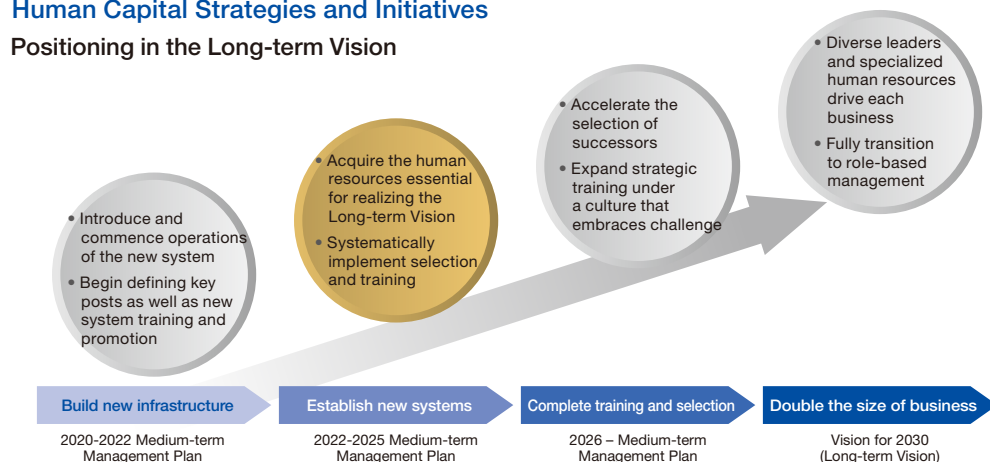 Human Capital Strategies and Initiatives
Positioning in the Long-term Vision
• Introduce and
commence operations
of the new system
• Begin defining key
posts as well as new
system training and
promotion
• Acquire the human
resources essential
for realizing the
Long-term Vision
• Systematically
implement selection
and training
• Accelerate the
selection of
successors
• Expand strategic
training under
a culture that
embraces challenge
• Diverse leaders
and specialized
human resources
drive each
business
• Fully transition
to role-based
management
Build new infrastructure
2020-2022 Medium-term
Management Plan
Establish new systems
2022-2025 Medium-term
Management Plan
Complete training and selection
2026 – Medium-term
Management Plan
Double the size of business
Vision for 2030
(Long-term Vision)